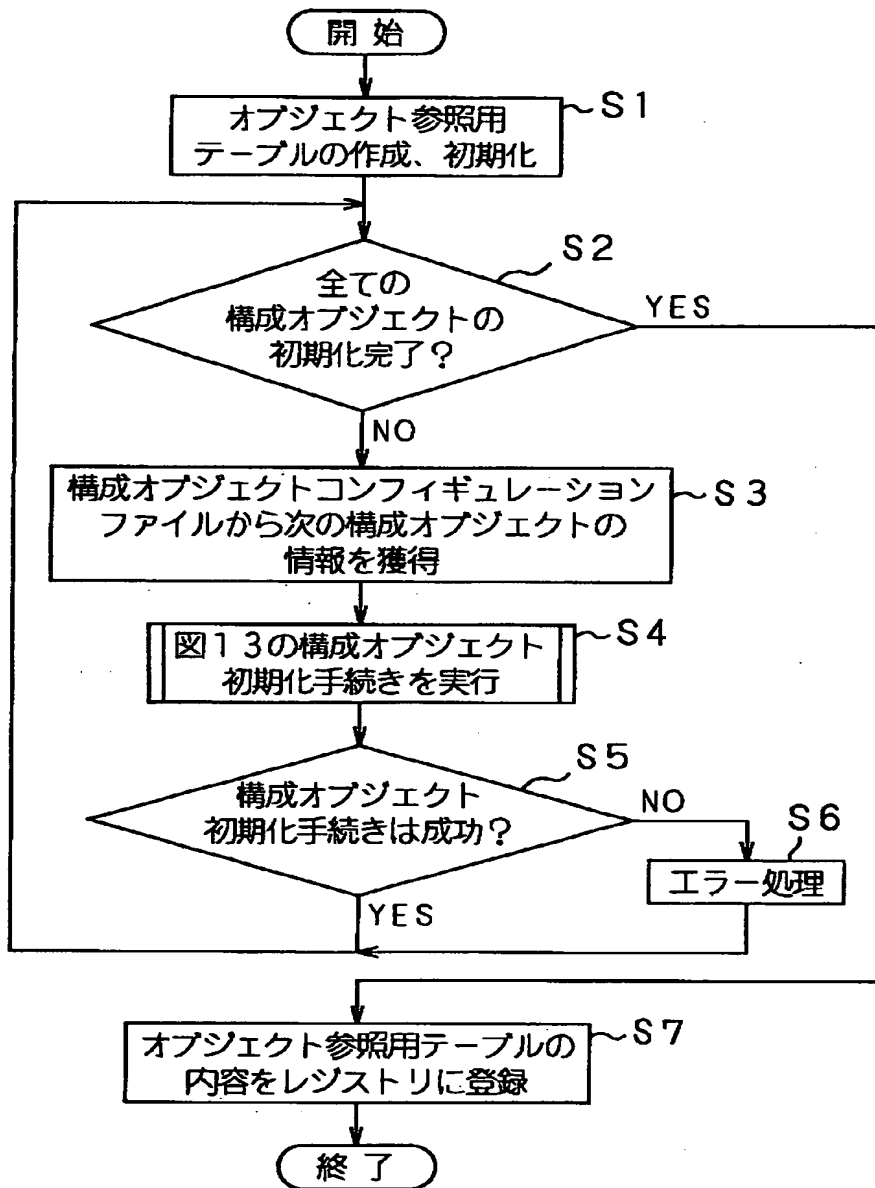 開始
オブジェクト参照用
テーブルの作成、初期化
S1
S2
全ての
構成オブジェクトの
初期化完了?
YES
NO
構成オブジェクトコンフィギュレーション
ファイルから次の構成オブジェクトの
情報を獲得
S3
図13の構成オブジェクト
初期化手続きを実行
S4
S5
構成オブジェクト
初期化手続きは成功?
NO
S6
エラー処理
YES
オブジェクト参照用テーブルの
内容をレジストリに登録
S7
終了